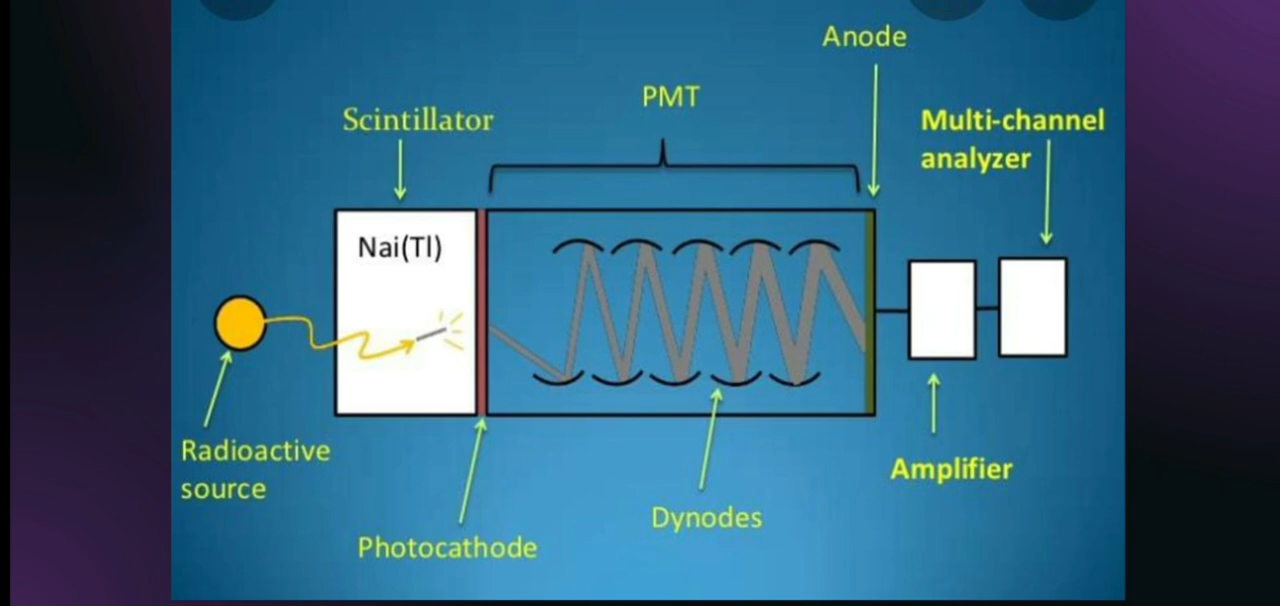 Anode
PMT
Scintillator
Multi-channel
analyzer
Nai(Tl)
Radioactive
source
Amplifier
Dynodes
Photocathode